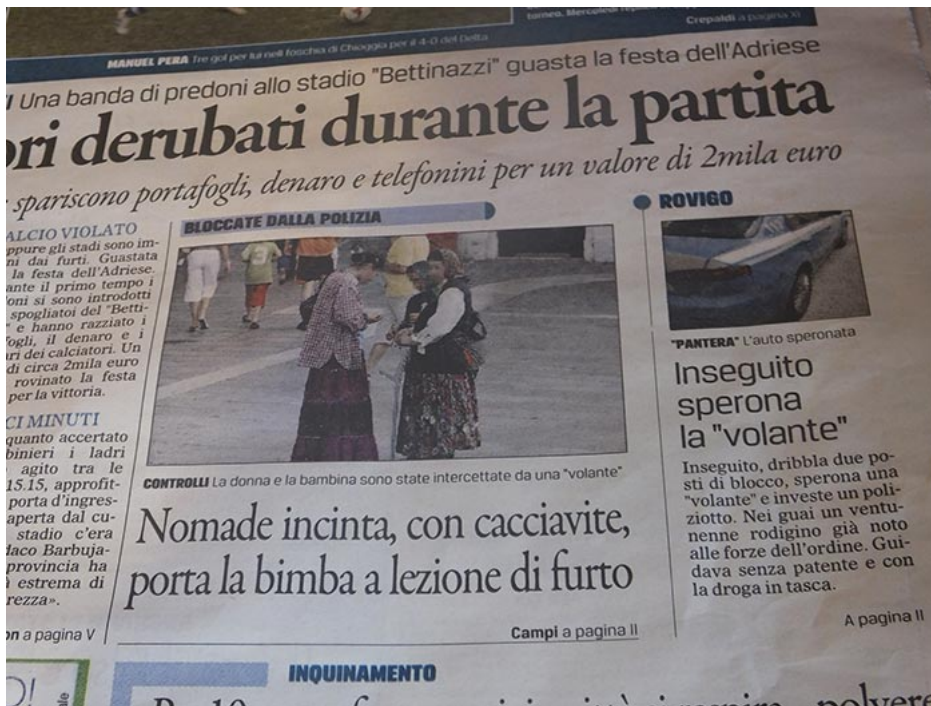 torneo. Mercoledì
Crepaldi a pagina XI
MANUEL PERA Tre gol per lui nell foschia di Chioggia per il 4-0 del Delta
Una banda di predoni allo stadio "Bettinazzi" guasta la festa dell'Adriese
ori derubati durante la partita
spariscono portafogli, denaro e telefonini per un valore di 2mila euro
ALCIO VIOLATO
ppure gli stadi sono im-
ni dai furti. Guastata
la festa dell'Adriese.
ante il primo tempo i
oni si sono introdotti
spogliatoi del "Betti-
" e hanno razziato i
ogli, il denaro e i
ri dei calciatori. Un
di circa 2mila euro
rovinato la festa
per la vittoria.
CI MINUTI
quanto accertato
binieri i ladri
agito tra le
15.15, approfit-
porta d'ingres-
aperta dal cu-
stadio c'era
daco Barbuja-
provincia ha
estrema di
rezza».
on a pagina V
BLOCCATE DALLA POLIZIA
CONTROLLI La donna e la bambina sono state intercettate da una "volante"
Nomade incinta, con cacciavite,
porta la bimba a lezione di furto
Campi a pagina II
ROVIGO
"PANTERA" L'auto speronata
Inseguito
sperona
la "volante"
Inseguito, dribbla due po-
sti di blocco, sperona una
"volante" e investe un poli-
ziotto. Nei guai un ventu-
nenne rodigino già noto
alle forze dell'ordine. Gui-
dava senza patente e con
la droga in tasca.
A pagina II
INQUINAMENTO